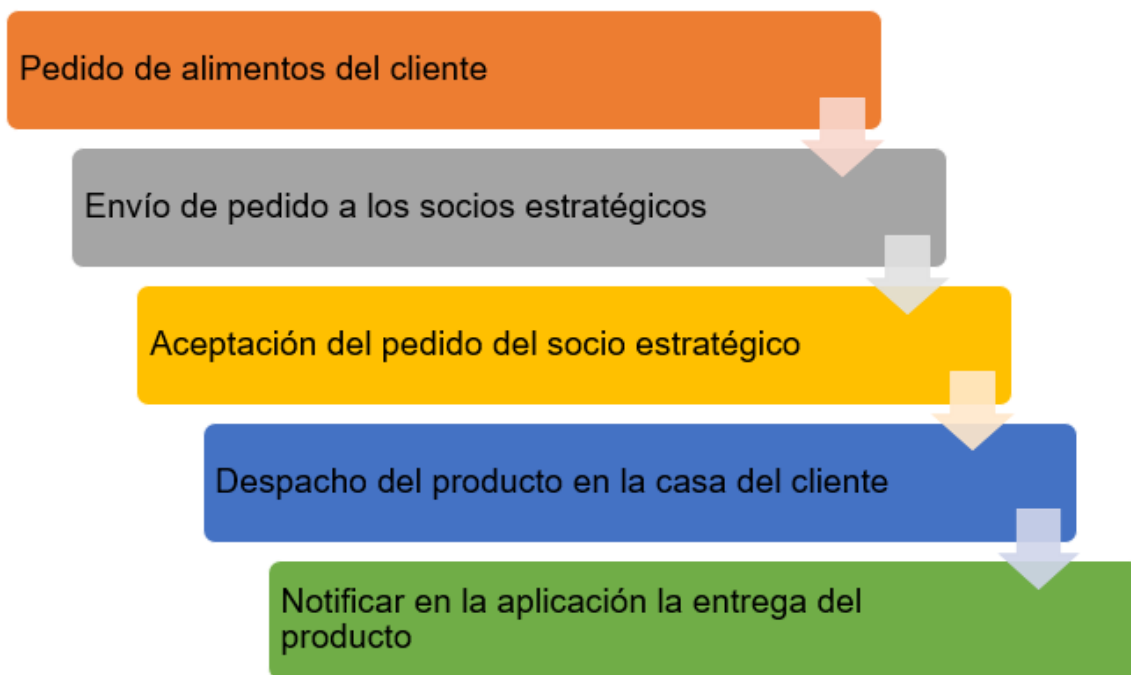 Pedido de alimentos del cliente
Envío de pedido a los socios estratégicos
Aceptación del pedido del socio estratégico
Despacho del producto en la casa del cliente
Notificar en la aplicación la entrega del
producto